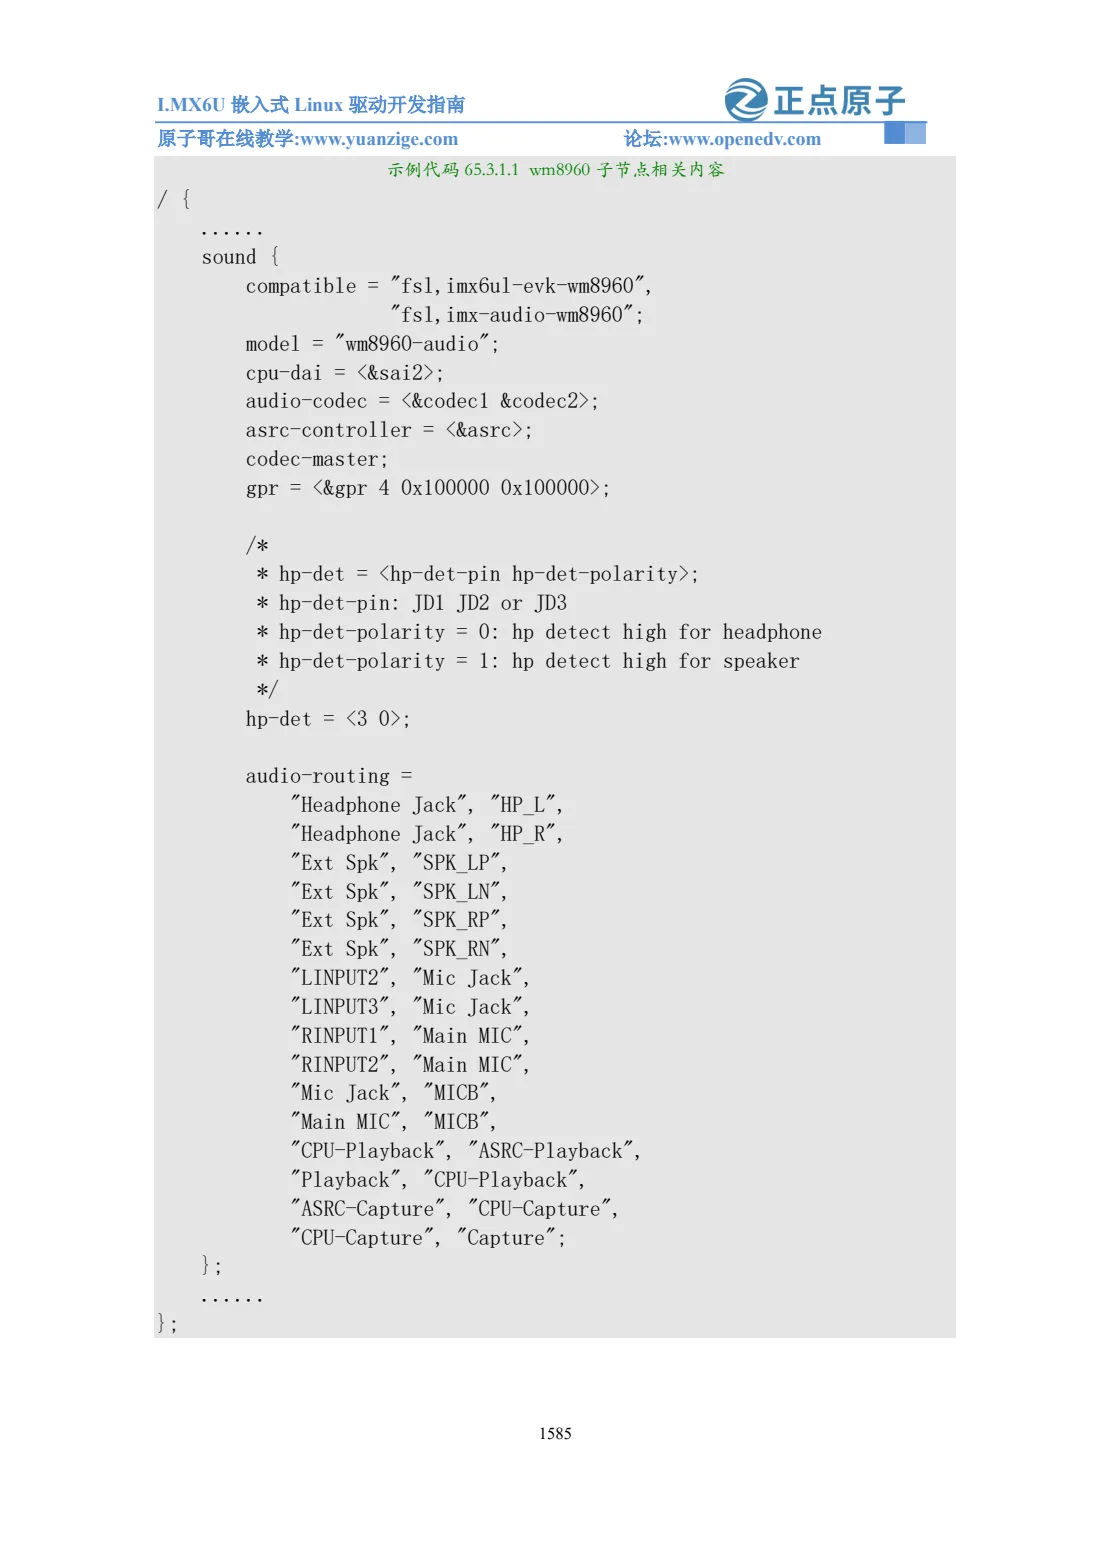 I.MX6U 嵌入式 Linux 驱动开发指南
正点原子
原子哥在线教学:www.yuanzige.com 论坛:www.openedv.com
示例代码 65.3.1.1 wm8960 子节点相关内容
/ {
    ......
    sound {
        compatible = "fsl,imx6ul-evk-wm8960",
                     "fsl,imx-audio-wm8960";
        model = "wm8960-audio";
        cpu-dai = <&sai2>;
        audio-codec = <&codec1 &codec2>;
        asrc-controller = <&asrc>;
        codec-master;
        gpr = <&gpr 4 0x100000 0x100000>;

        /*
         * hp-det = <hp-det-pin hp-det-polarity>;
         * hp-det-pin: JD1 JD2 or JD3
         * hp-det-polarity = 0: hp detect high for headphone
         * hp-det-polarity = 1: hp detect high for speaker
         */
        hp-det = <3 0>;

        audio-routing =
            "Headphone Jack", "HP_L",
            "Headphone Jack", "HP_R",
            "Ext Spk", "SPK_LP",
            "Ext Spk", "SPK_LN",
            "Ext Spk", "SPK_RP",
            "Ext Spk", "SPK_RN",
            "LINPUT2", "Mic Jack",
            "LINPUT3", "Mic Jack",
            "RINPUT1", "Main MIC",
            "RINPUT2", "Main MIC",
            "Mic Jack", "MICB",
            "Main MIC", "MICB",
            "CPU-Playback", "ASRC-Playback",
            "Playback", "CPU-Playback",
            "ASRC-Capture", "CPU-Capture",
            "CPU-Capture", "Capture";
    };
    ......
};
1585